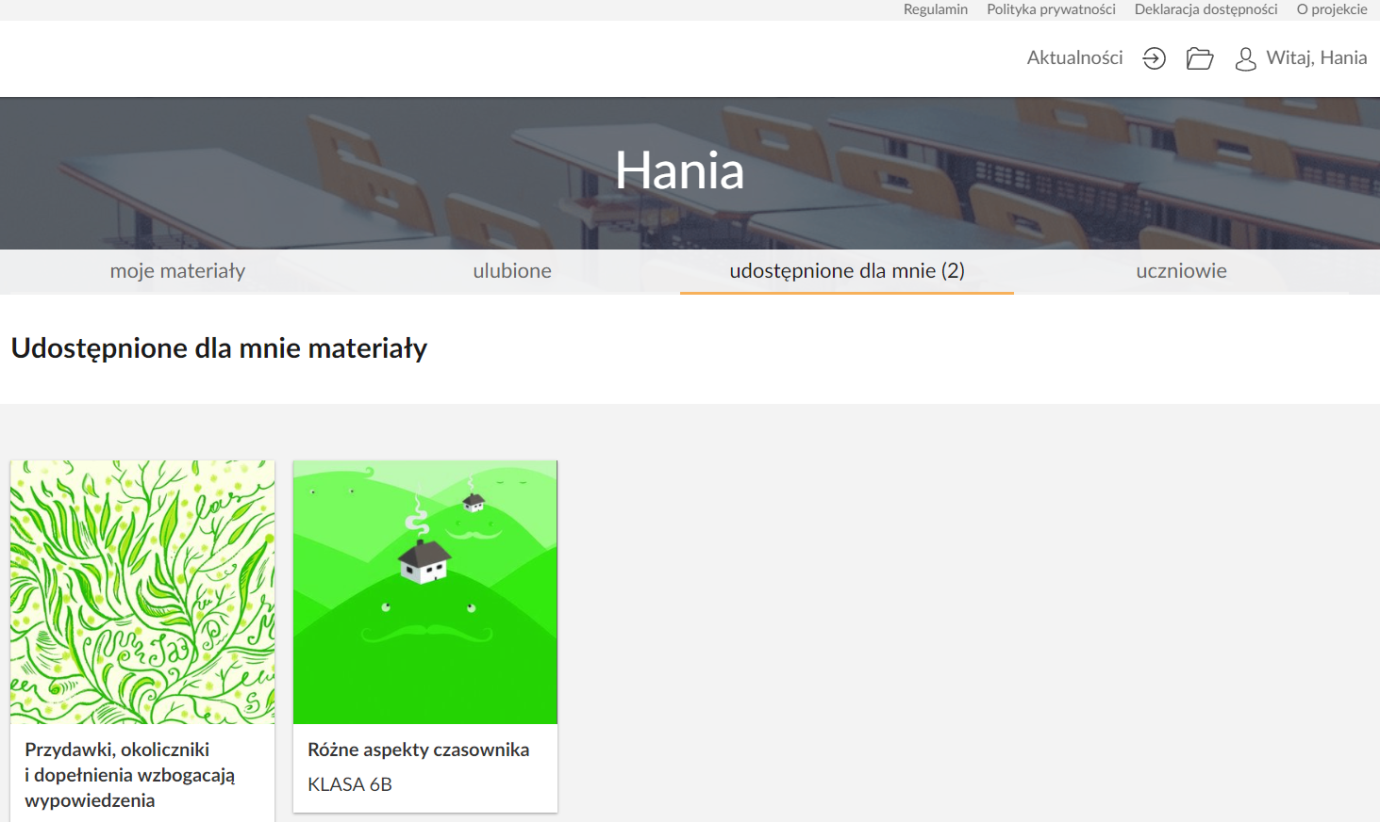 Regulamin Polityka prywatności Deklaracja dostępności O projekcie
Aktualności Witaj, Hania
Hania
moje materiały ulubione udostępnione dla mnie (2) uczniowie
Udostępnione dla mnie materiały
Przydawki, okoliczniki
i dopełnienia wzbogacają
wypowiedzenia
Różne aspekty czasownika
KLASA 6B